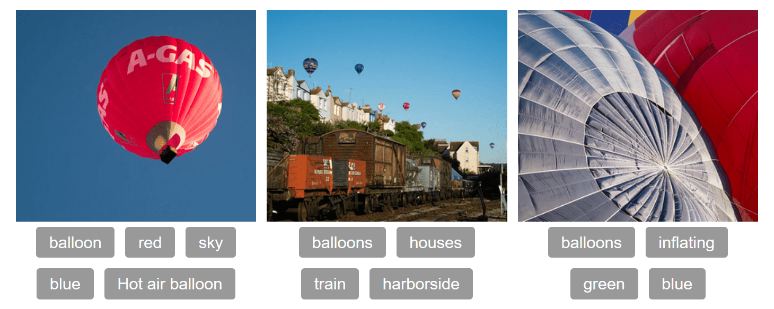 A-GAS
balloon red sky
blue Hot air balloon
balloons houses
train harborside
balloons inflating
green blue